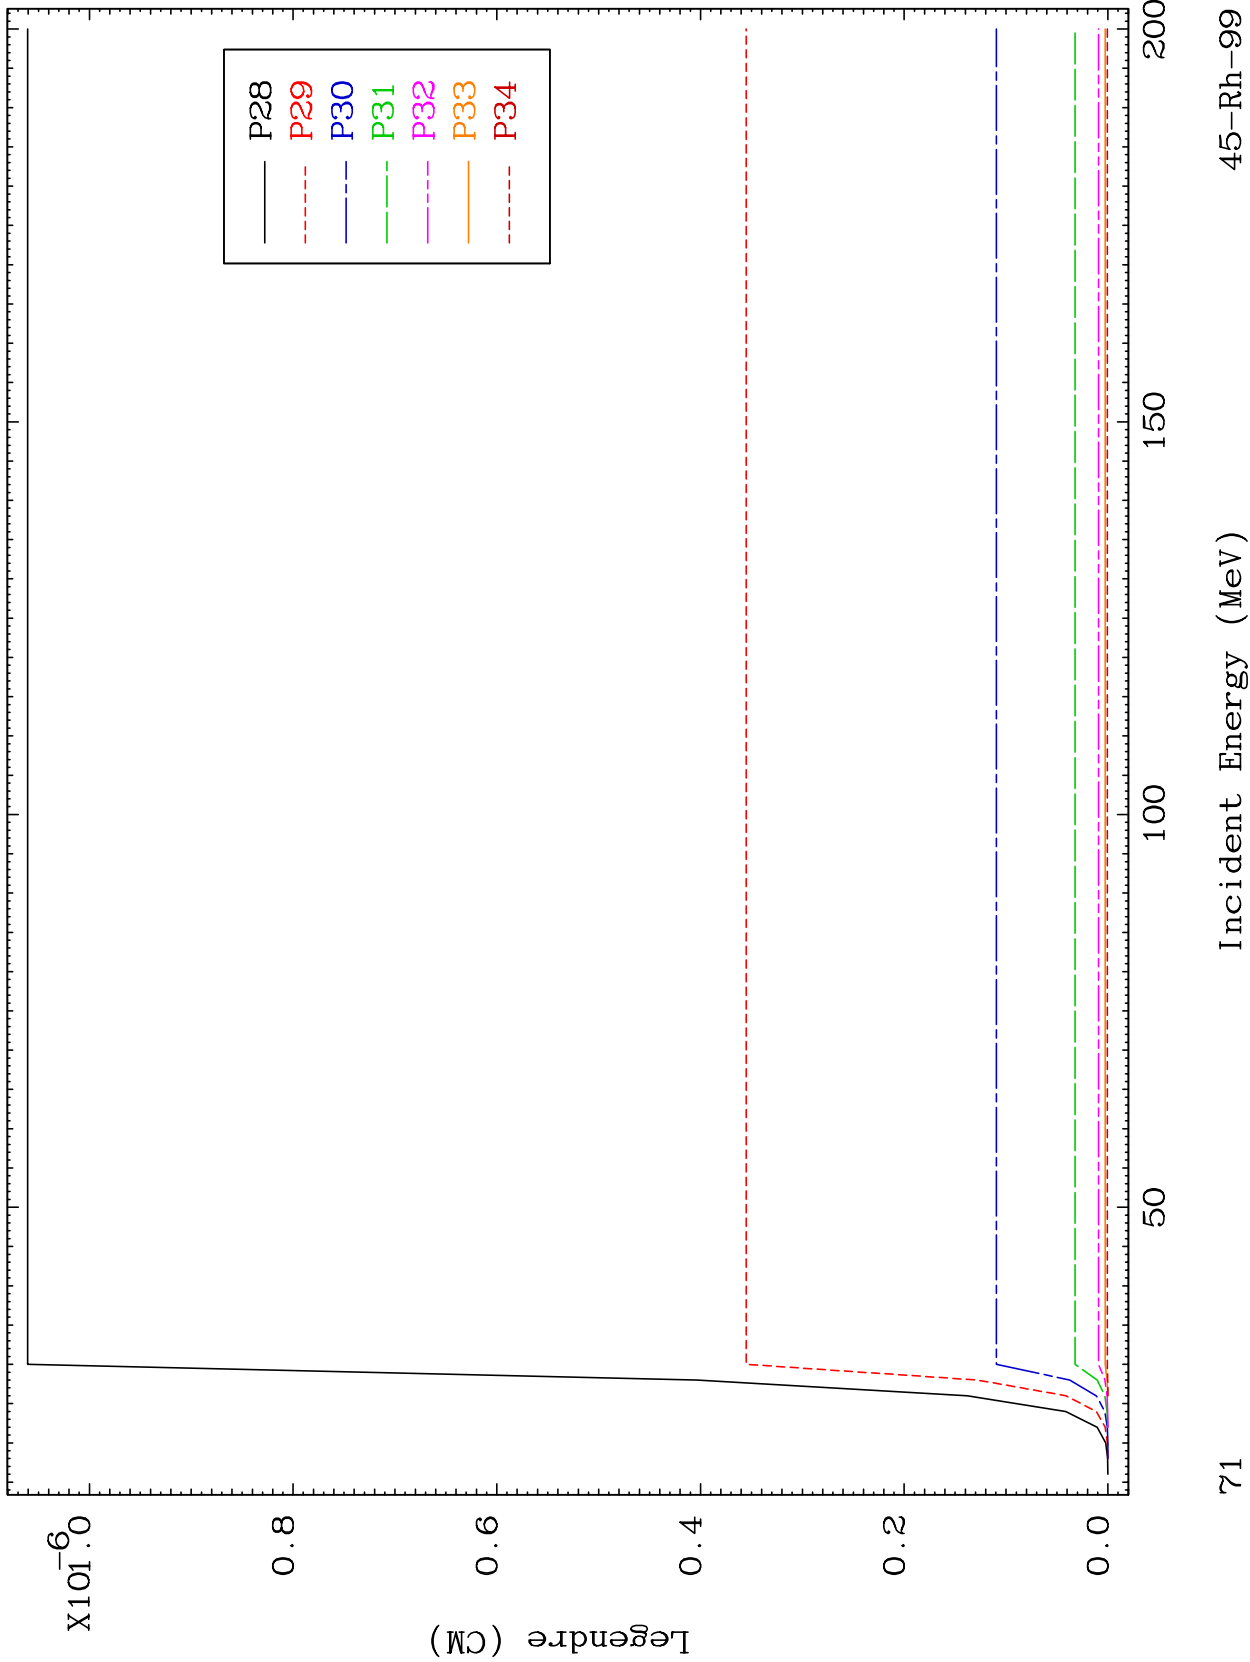 X10-6
1.0
0.8
0.6
0.4
0.2
0.0
Legendre (CM)
P28
P29
P30
P31
P32
P33
P34
50
100
150
200
Incident Energy (MeV)
71
45-Rh-99